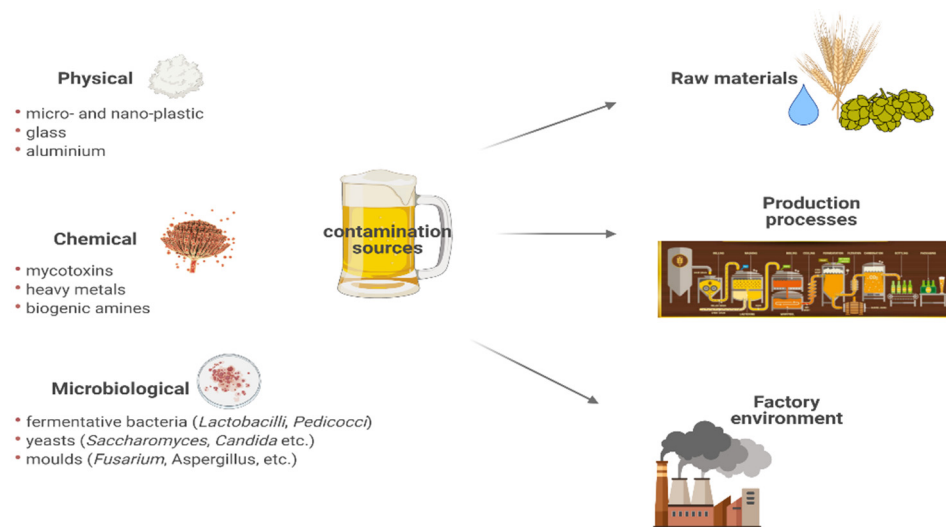 Physical
• micro- and nano-plastic
• glass
• aluminium
Chemical
• mycotoxins
• heavy metals
• biogenic amines
Microbiological
• fermentative bacteria (Lactobacilli, Pedicocci)
• yeasts (Saccharomyces, Candida etc.)
• moulds (Fusarium, Aspergillus, etc.)
contamination
sources
Raw materials
Production
processes
Factory
environment